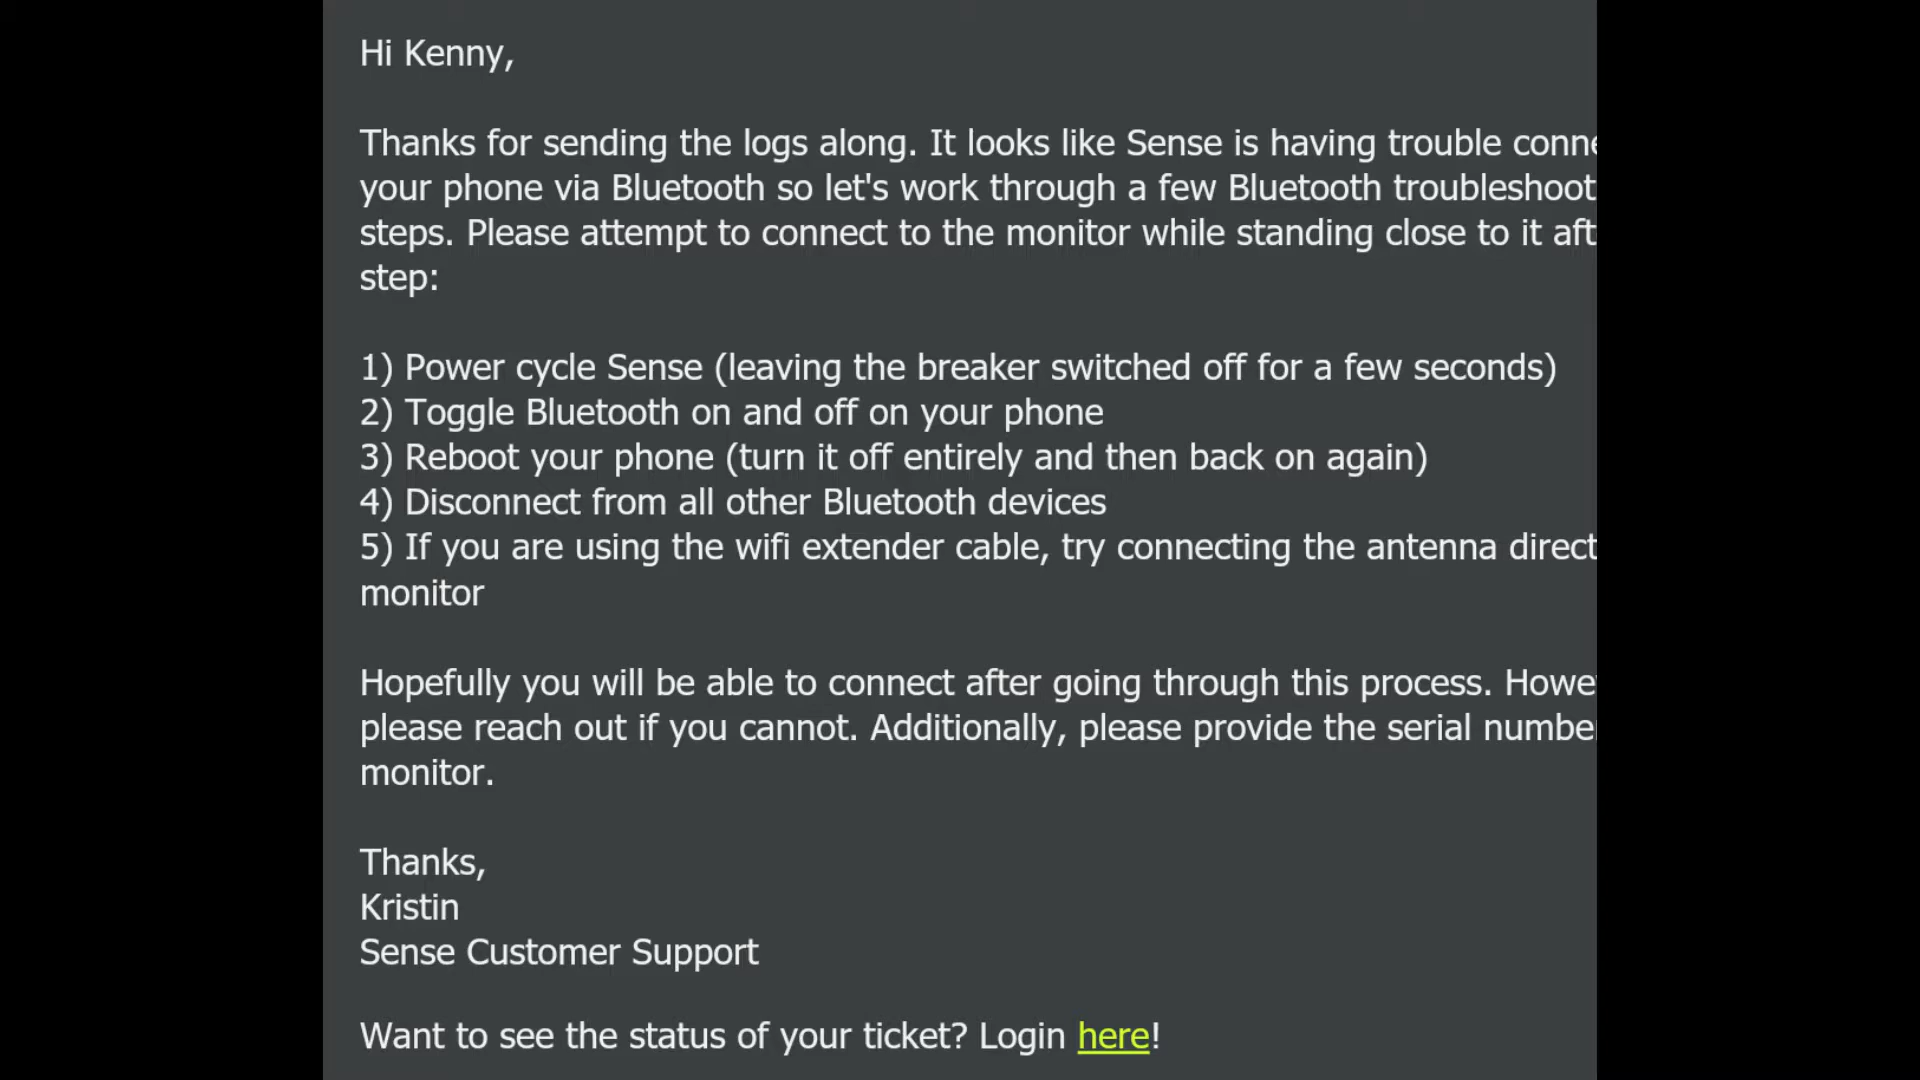 Hi Kenny,
Thanks for sending the logs along. It looks like Sense is having trouble conne
your phone via Bluetooth so let's work through a few Bluetooth troubleshoot
steps. Please attempt to connect to the monitor while standing close to it aft
step:
1) Power cycle Sense (leaving the breaker switched off for a few seconds)
2) Toggle Bluetooth on and off on your phone
3) Reboot your phone (turn it off entirely and then back on again)
4) Disconnect from all other Bluetooth devices
5) If you are using the wifi extender cable, try connecting the antenna direct
monitor
Hopefully you will be able to connect after going through this process. Howe
please reach out if you cannot. Additionally, please provide the serial numbe
monitor.
Thanks,
Kristin
Sense Customer Support
Want to see the status of your ticket? Login here!